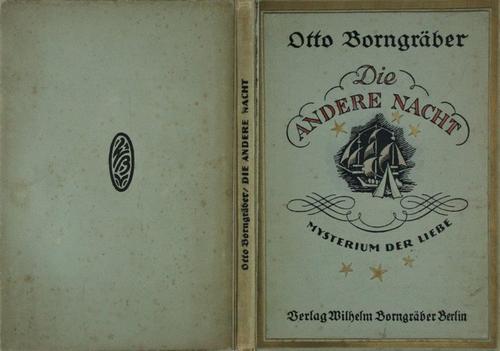 Otto Borngräber
Die
ANDERE NACHT
MYSTERIUM DER LIEBE
Verlag Wilhelm Borngräber Berlin
Otto Borngräber / DIE ANDERE NACHT